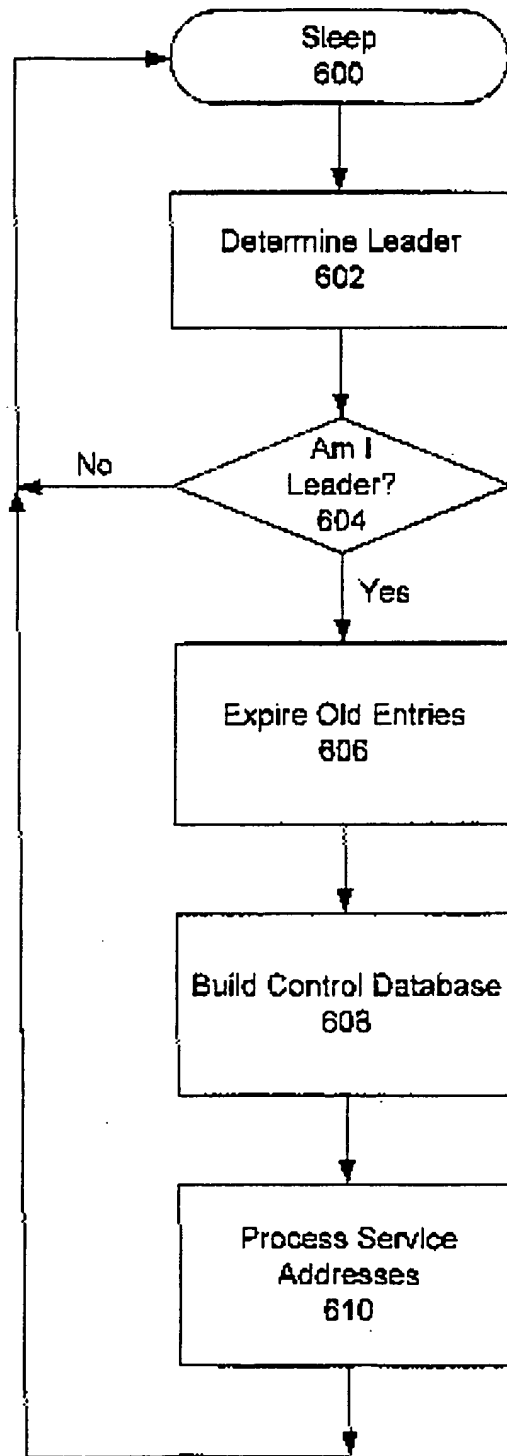 Sleep
600
Determine Leader
602
Am I
Leader?
604
No
Yes
Expire Old Entries
606
Build Control Database
608
Process Service
Addresses
610